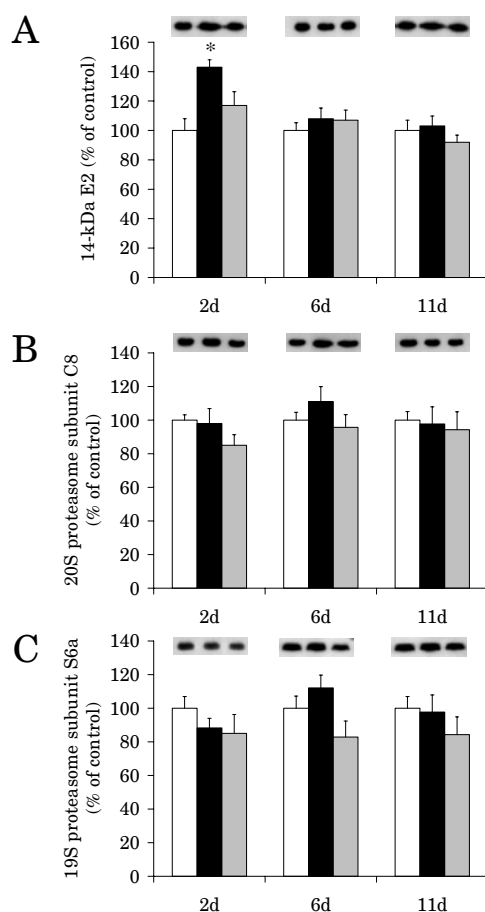 A
14-kDa E2 (% of control)
160
140
120
100
80
60
40
20
0
*
2d
6d
11d
B
20S proteasome subunit C8
(% of control)
140
120
100
80
60
40
20
0
2d
6d
11d
C
19S proteasome subunit S6a
(% of control)
140
120
100
80
60
40
20
0
2d
6d
11d